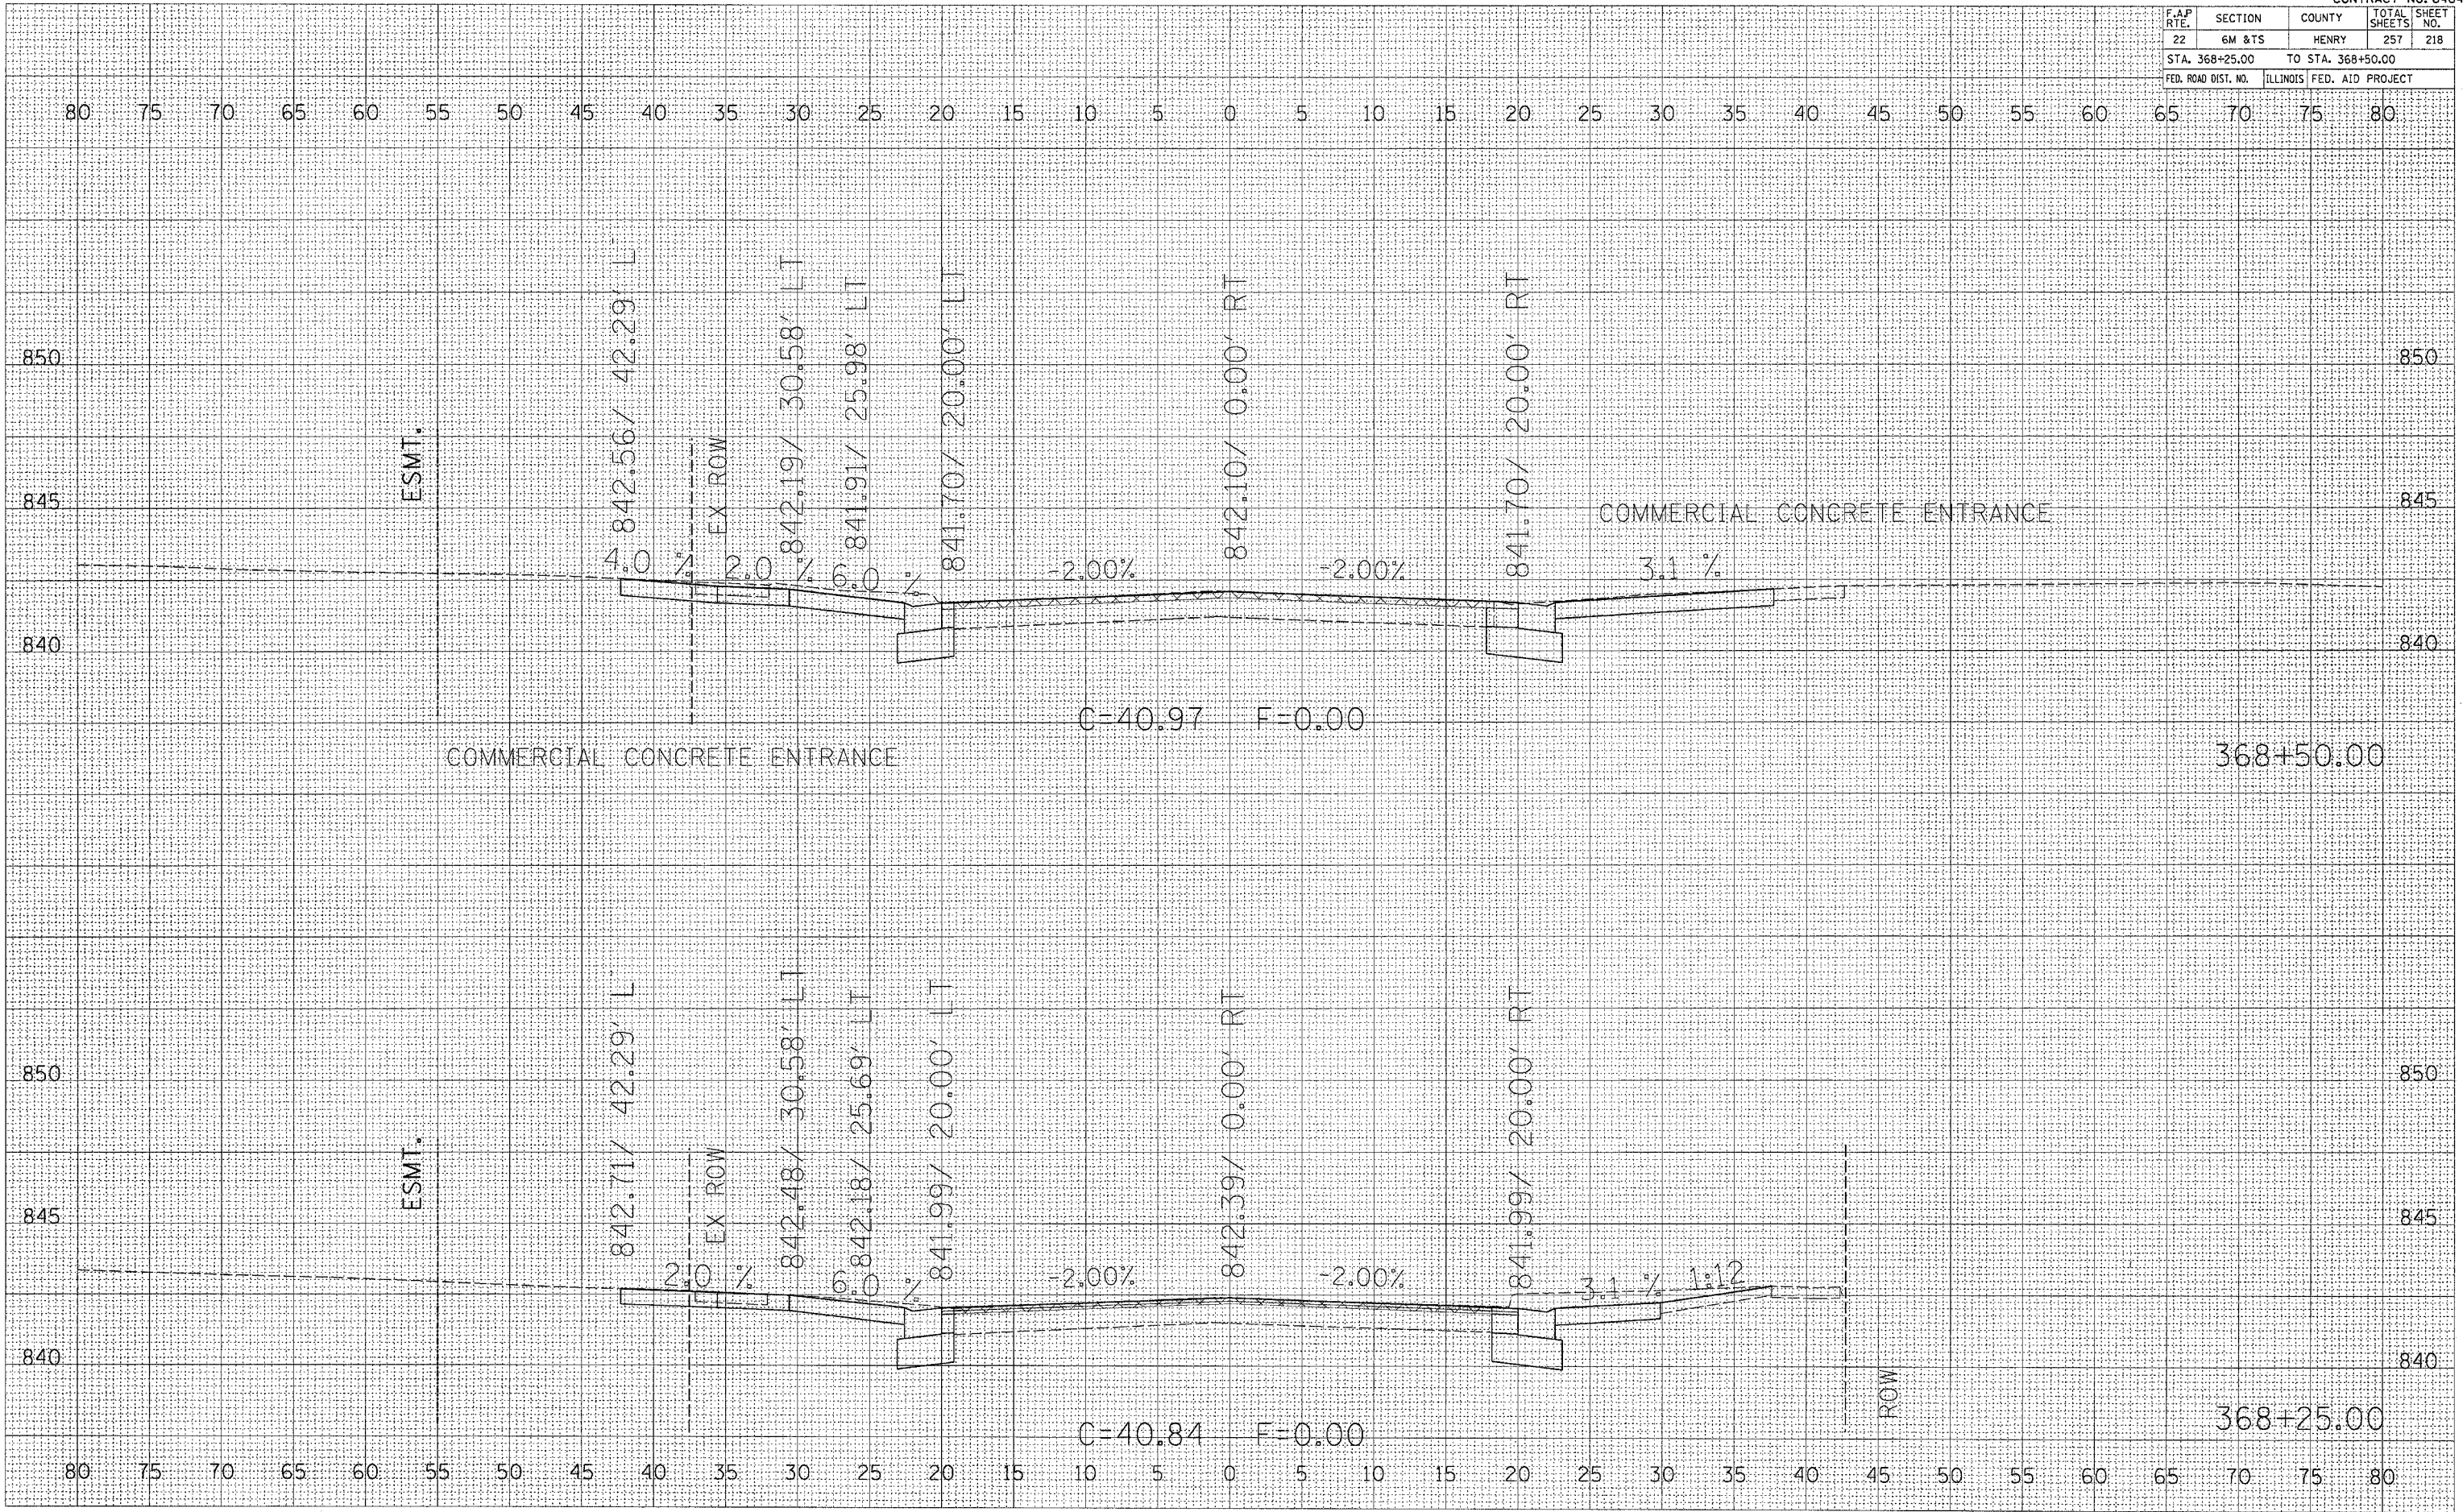 F.A.P. RTE. SECTION COUNTY TOTAL SHEETS SHEET NO.
22 6M &TS HENRY 257 218
STA. 368+25.00 TO STA. 368+50.00
FED. ROAD DIST. NO. ILLINOIS FED. AID PROJECT
80 75 70 65 60 55 50 45 40 35 30 25 20 15 10 5 0 5 10 15 20 25 30 35 40 45 50 55 60 65 70 75 80
842.56/ 42.29' L
842.19/ 30.58' LT
841.91/ 25.98' LT
841.70/ 20.00' LT
842.10/ 0.00' RT
841.70/ 20.00' RT
850 850
ESMT.
EX ROW
845 845
COMMERCIAL CONCRETE ENTRANCE
4.0 % 2.0 % 6.0 % -2.00% -2.00% 3.1 %
840 840
C=40.97 F=0.00
COMMERCIAL CONCRETE ENTRANCE
368+50.00
842.71/ 42.29' L
842.48/ 30.58' LT
842.18/ 25.69' LT
841.99/ 20.00' LT
842.39/ 0.00' RT
841.99/ 20.00' RT
850 850
ESMT.
EX ROW
845 845
2.0 % 6.0 % -2.00% -2.00% 3.1 % 1:12
840 840
ROW
C=40.84 F=0.00
368+25.00
80 75 70 65 60 55 50 45 40 35 30 25 20 15 10 5 0 5 10 15 20 25 30 35 40 45 50 55 60 65 70 75 80